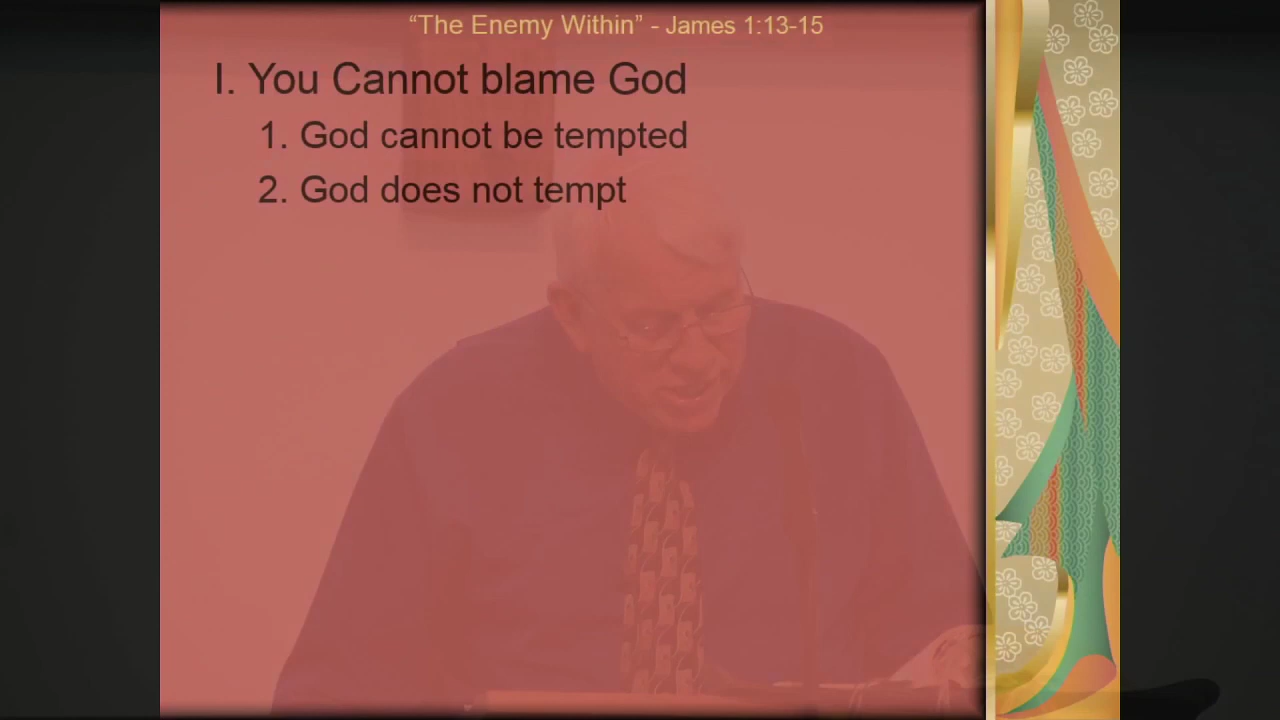 “The Enemy Within” - James 1:13-15
I. You Cannot blame God
1. God cannot be tempted
2. God does not tempt